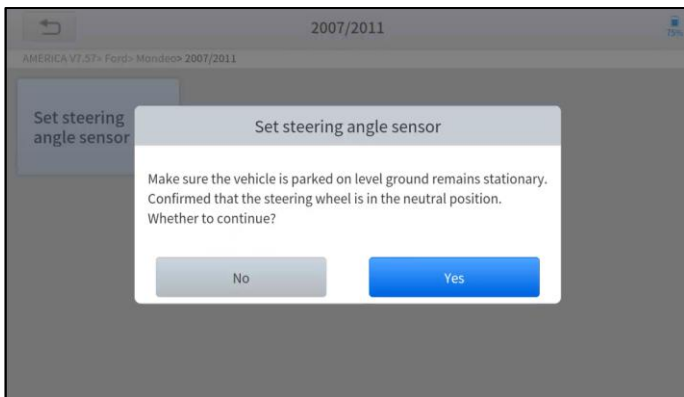 2007/2011
75%
AMERICA V7.57> Ford> Mondeo> 2007/2011
Set steering
angle sensor
Set steering angle sensor
Make sure the vehicle is parked on level ground remains stationary.
Confirmed that the steering wheel is in the neutral position.
Whether to continue?
No
Yes